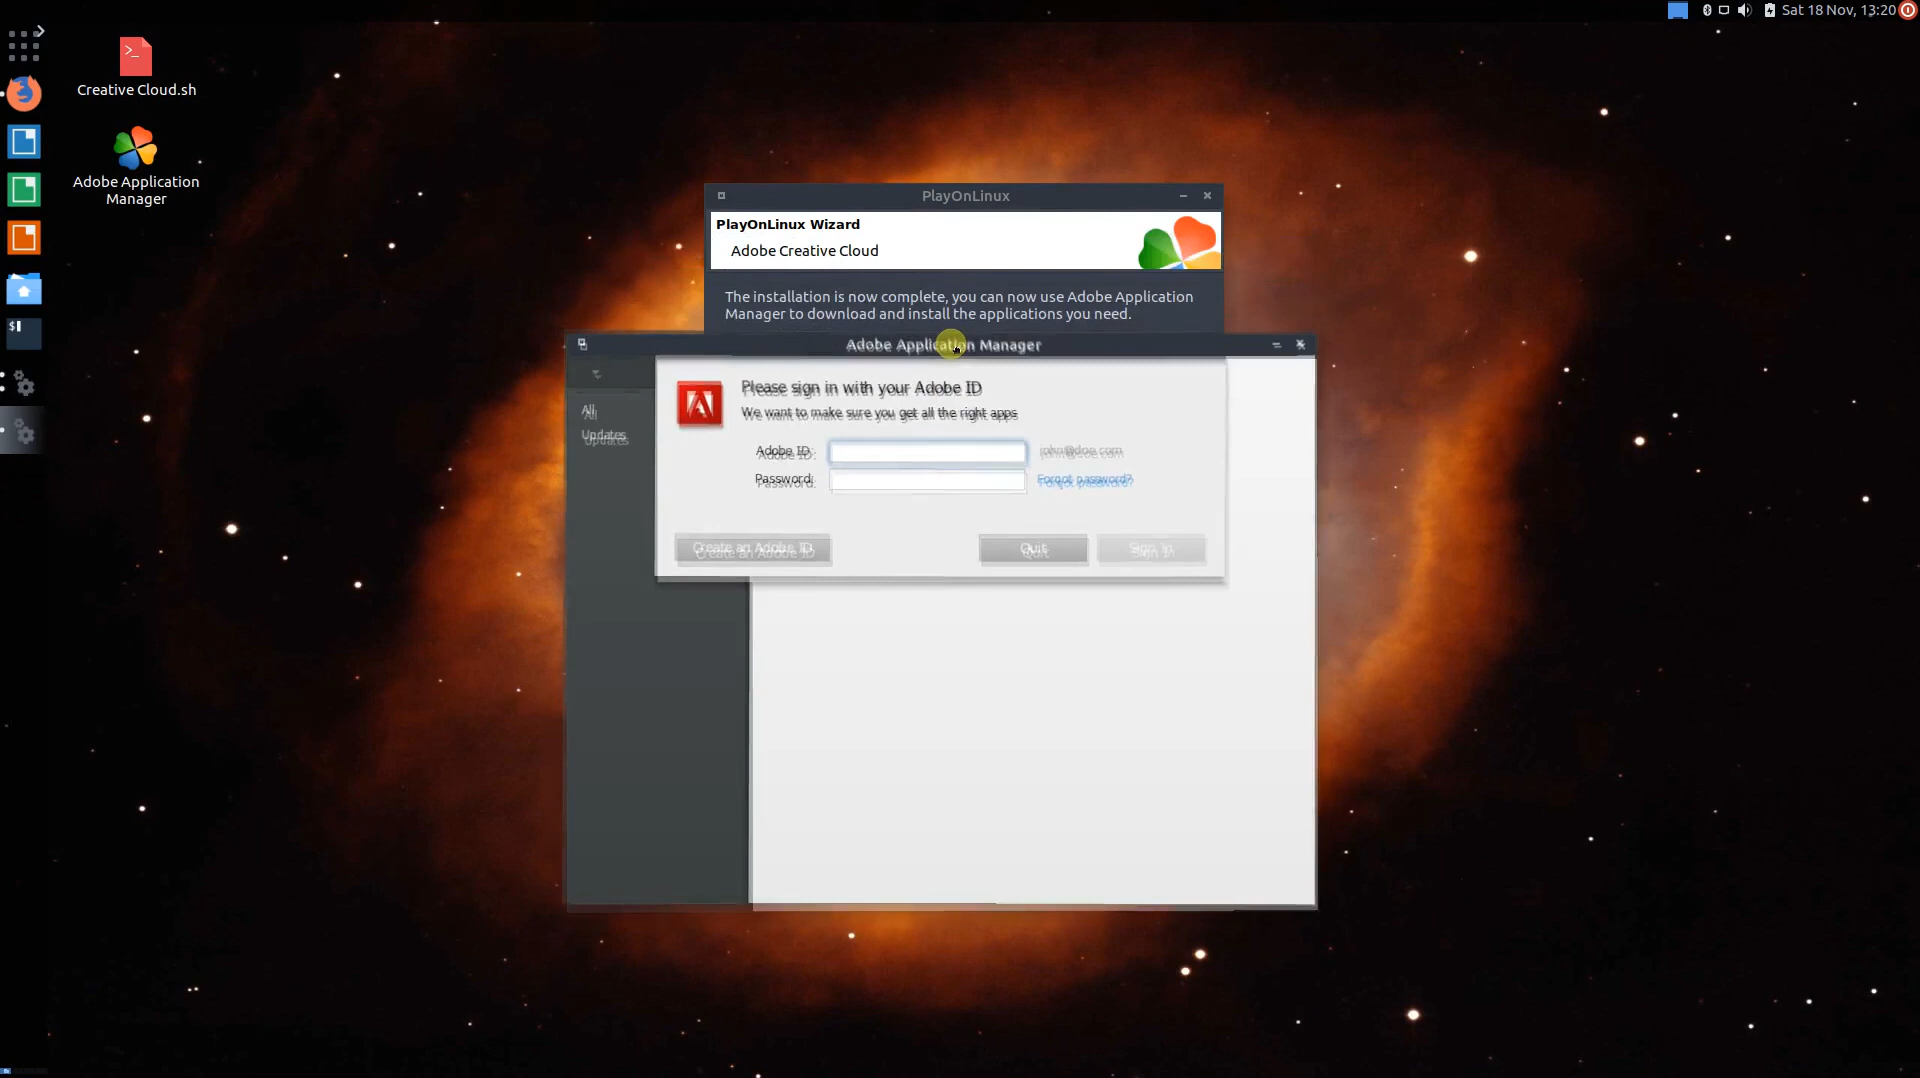 Sat 18 Nov, 13:20
Creative Cloud.sh
Adobe Application
Manager
PlayOnLinux
PlayOnLinux Wizard
Adobe Creative Cloud
The installation is now complete, you can now use Adobe Application
Manager to download and install the applications you need.
Adobe Application Manager
All
Updates
Please sign in with your Adobe ID
We want to make sure you get all the right apps
Adobe ID:
john@doe.com
Password:
Forgot password?
Create an Adobe ID
Quit
Sign In
$
>_